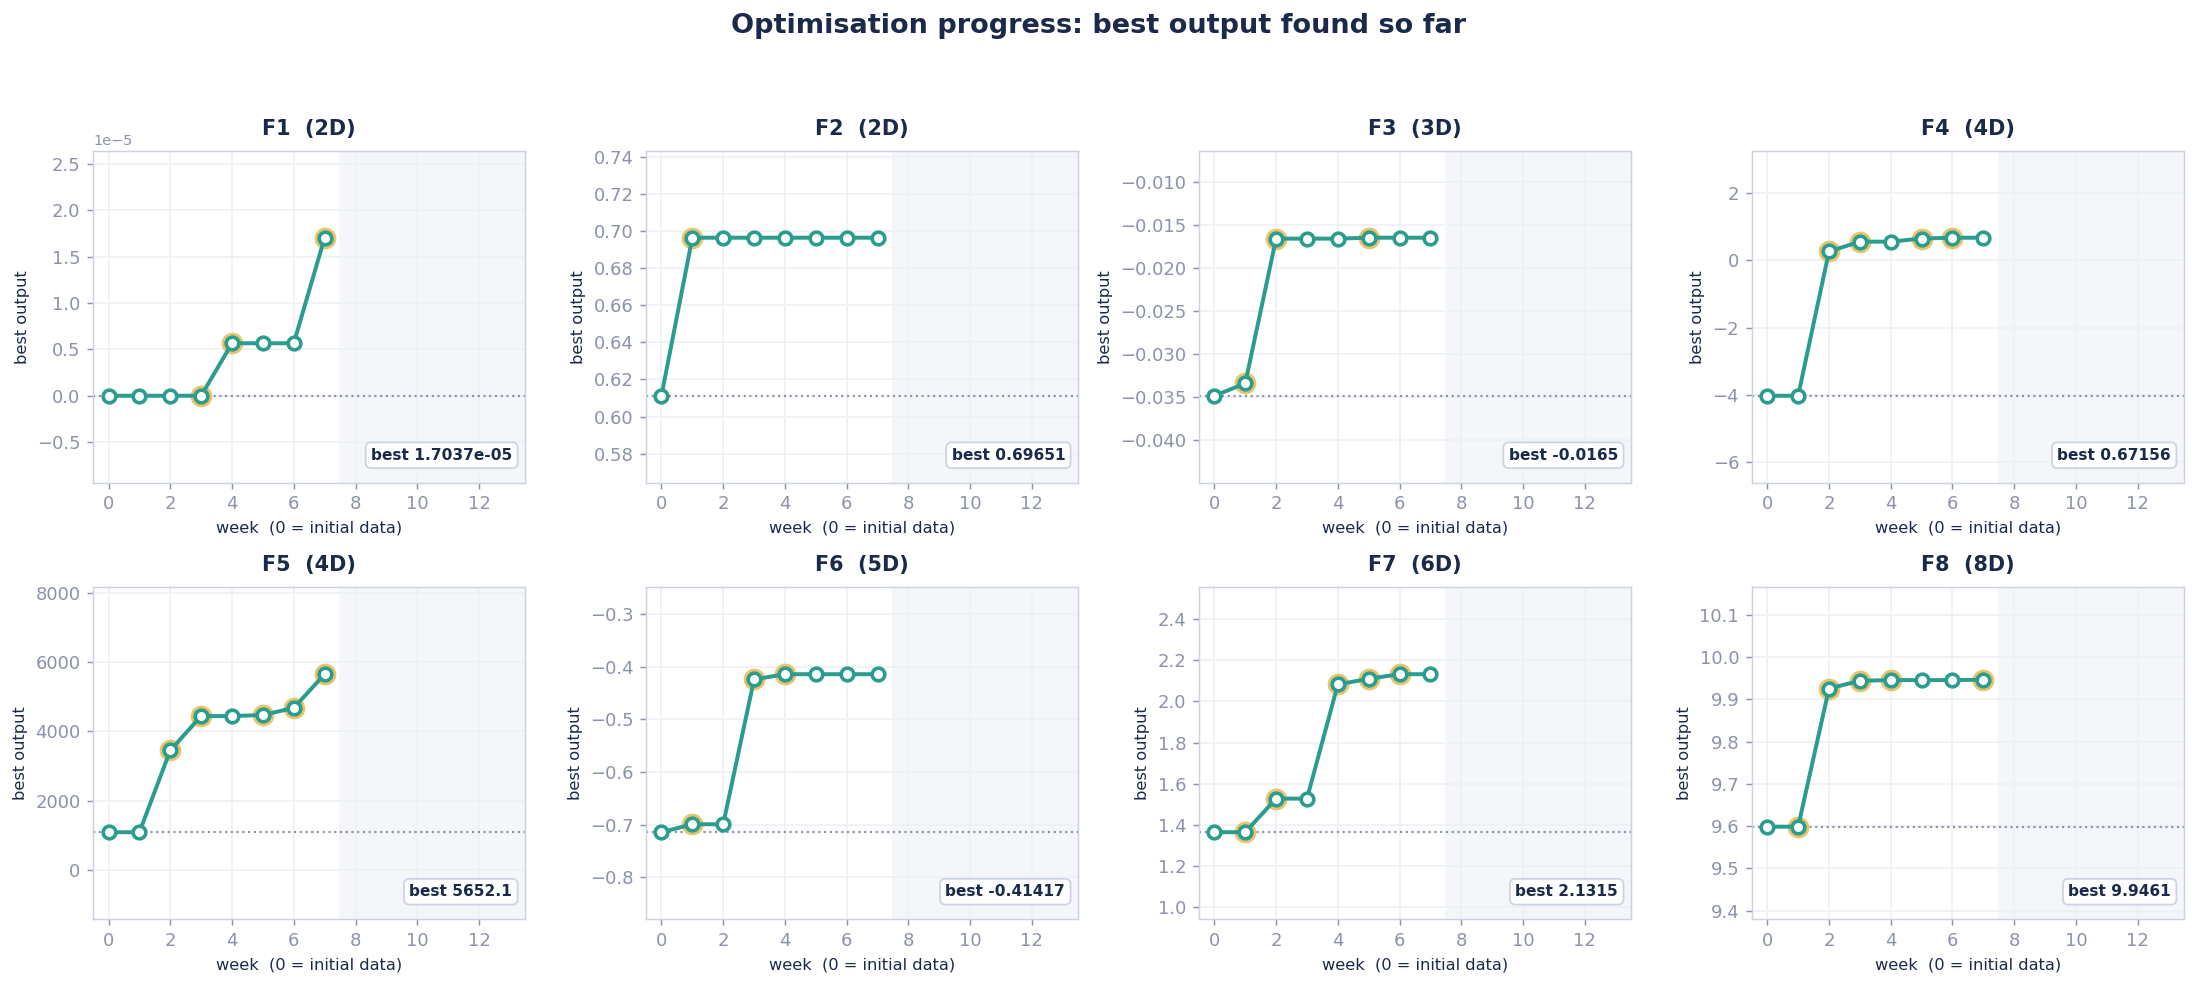 Optimisation progress: best output found so far
F1  (2D)
1e−5
2.5
2.0
1.5
1.0
0.5
0.0
−0.5
best output
best 1.7037e-05
0 2 4 6 8 10 12
week  (0 = initial data)
F2  (2D)
0.74
0.72
0.70
0.68
0.66
0.64
0.62
0.60
0.58
best output
best 0.69651
0 2 4 6 8 10 12
week  (0 = initial data)
F3  (3D)
−0.010
−0.015
−0.020
−0.025
−0.030
−0.035
−0.040
best output
best -0.0165
0 2 4 6 8 10 12
week  (0 = initial data)
F4  (4D)
2
0
−2
−4
−6
best output
best 0.67156
0 2 4 6 8 10 12
week  (0 = initial data)
F5  (4D)
8000
6000
4000
2000
0
best output
best 5652.1
0 2 4 6 8 10 12
week  (0 = initial data)
F6  (5D)
−0.3
−0.4
−0.5
−0.6
−0.7
−0.8
best output
best -0.41417
0 2 4 6 8 10 12
week  (0 = initial data)
F7  (6D)
2.4
2.2
2.0
1.8
1.6
1.4
1.2
1.0
best output
best 2.1315
0 2 4 6 8 10 12
week  (0 = initial data)
F8  (8D)
10.1
10.0
9.9
9.8
9.7
9.6
9.5
9.4
best output
best 9.9461
0 2 4 6 8 10 12
week  (0 = initial data)